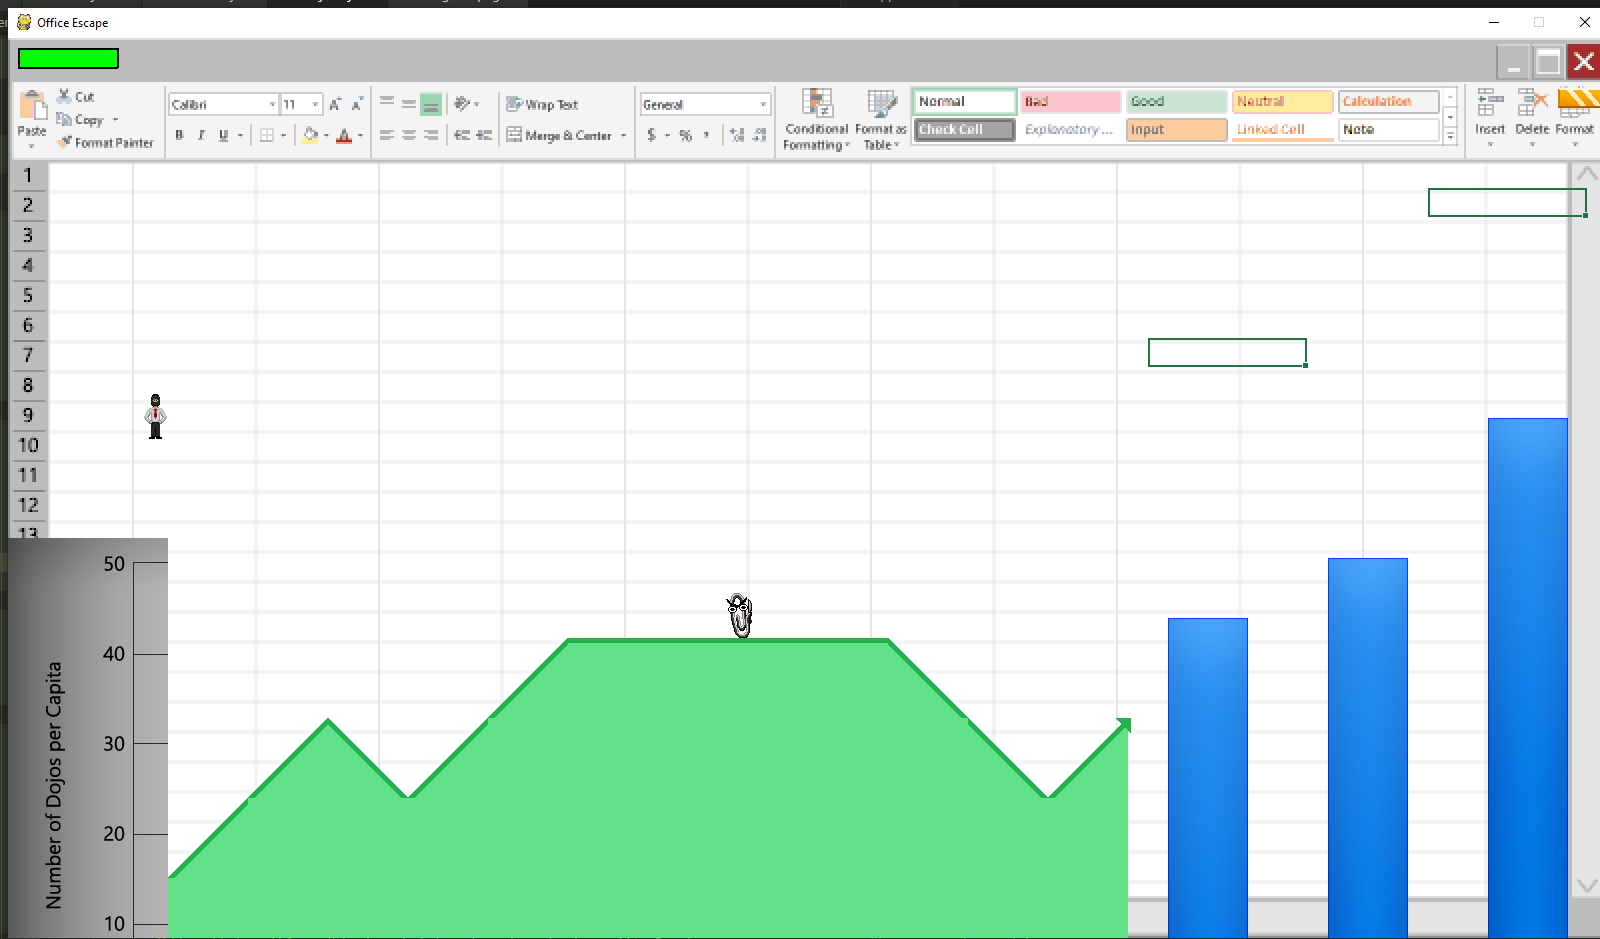 Office Escape
Cut
Copy
Format Painter
Paste
Calibri
11
B I U
A
Wrap Text
Merge & Center
General
$ % ,
Conditional
Formatting
Format as
Table
Normal
Bad
Good
Neutral
Calculation
Check Cell
Explanatory ...
Input
Linked Cell
Note
Insert
Delete
Format
1
2
3
4
5
6
7
8
9
10
11
12
13
50
40
30
20
10
Number of Dojos per Capita